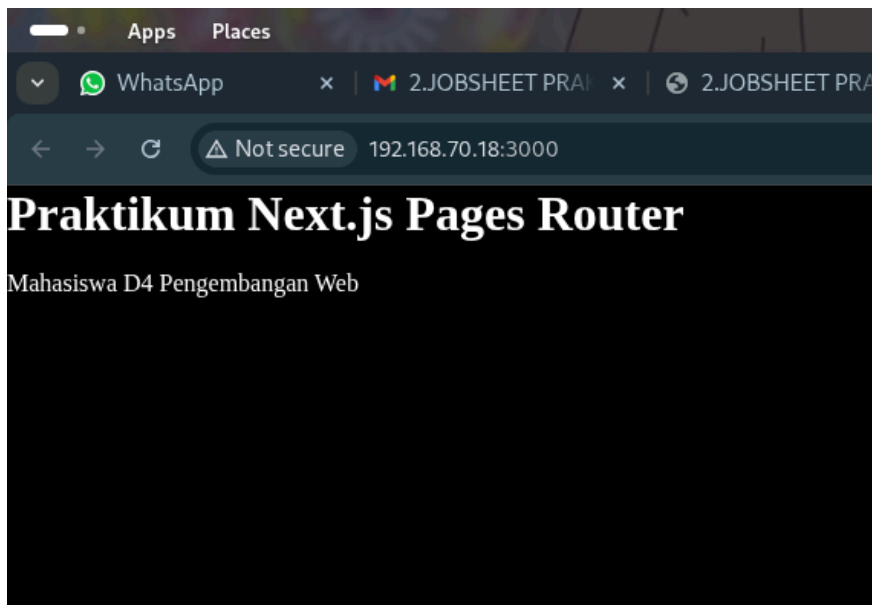 Apps Places
WhatsApp 2.JOBSHEET PRAK 2.JOBSHEET PRA
Not secure 192.168.70.18:3000
Praktikum Next.js Pages Router
Mahasiswa D4 Pengembangan Web